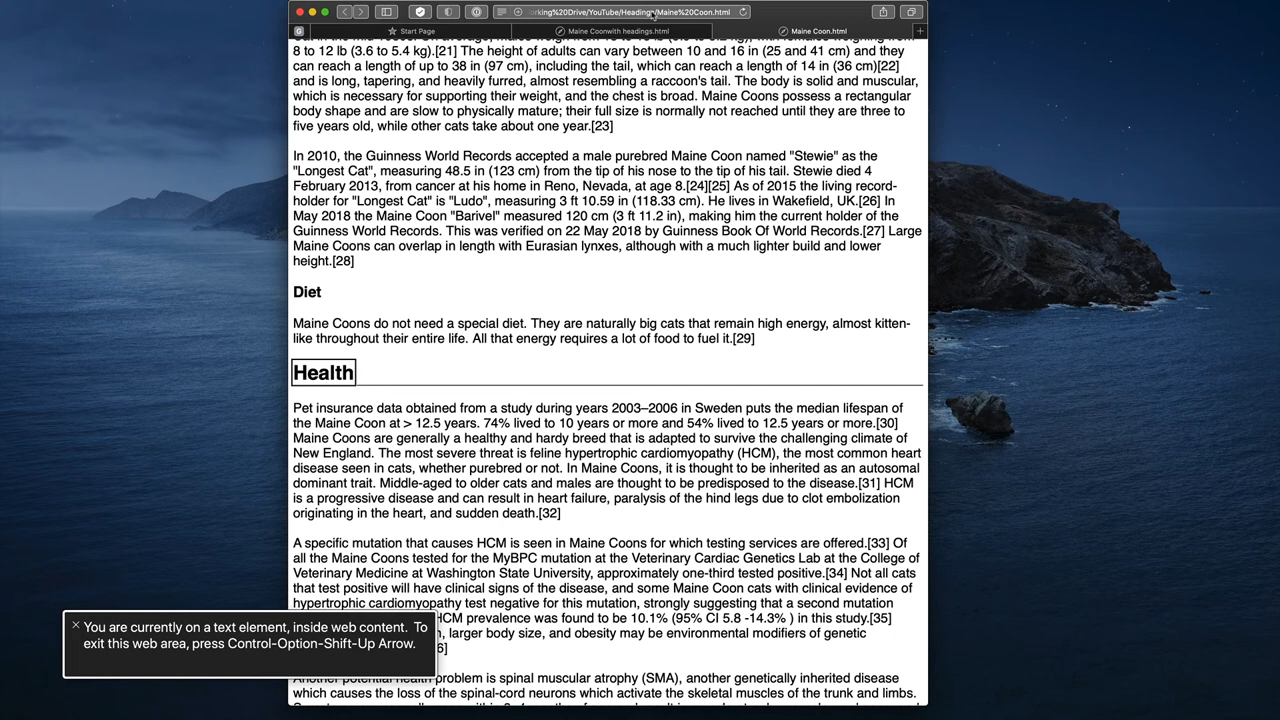 orking%20Drive/YouTube/Heading/Maine%20Coon.html
G
Start Page
Maine Coonwith headings.html
Maine Coon.html
8 to 12 lb (3.6 to 5.4 kg).[21] The height of adults can vary between 10 and 16 in (25 and 41 cm) and they
can reach a length of up to 38 in (97 cm), including the tail, which can reach a length of 14 in (36 cm)[22]
and is long, tapering, and heavily furred, almost resembling a raccoon's tail. The body is solid and muscular,
which is necessary for supporting their weight, and the chest is broad. Maine Coons possess a rectangular
body shape and are slow to physically mature; their full size is normally not reached until they are three to
five years old, while other cats take about one year.[23]
In 2010, the Guinness World Records accepted a male purebred Maine Coon named "Stewie" as the
"Longest Cat", measuring 48.5 in (123 cm) from the tip of his nose to the tip of his tail. Stewie died 4
February 2013, from cancer at his home in Reno, Nevada, at age 8.[24][25] As of 2015 the living record-
holder for "Longest Cat" is "Ludo", measuring 3 ft 10.59 in (118.33 cm). He lives in Wakefield, UK.[26] In
May 2018 the Maine Coon "Barivel" measured 120 cm (3 ft 11.2 in), making him the current holder of the
Guinness World Records. This was verified on 22 May 2018 by Guinness Book Of World Records.[27] Large
Maine Coons can overlap in length with Eurasian lynxes, although with a much lighter build and lower
height.[28]
Diet
Maine Coons do not need a special diet. They are naturally big cats that remain high energy, almost kitten-
like throughout their entire life. All that energy requires a lot of food to fuel it.[29]
Health
Pet insurance data obtained from a study during years 2003–2006 in Sweden puts the median lifespan of
the Maine Coon at > 12.5 years. 74% lived to 10 years or more and 54% lived to 12.5 years or more.[30]
Maine Coons are generally a healthy and hardy breed that is adapted to survive the challenging climate of
New England. The most severe threat is feline hypertrophic cardiomyopathy (HCM), the most common heart
disease seen in cats, whether purebred or not. In Maine Coons, it is thought to be inherited as an autosomal
dominant trait. Middle-aged to older cats and males are thought to be predisposed to the disease.[31] HCM
is a progressive disease and can result in heart failure, paralysis of the hind legs due to clot embolization
originating in the heart, and sudden death.[32]
A specific mutation that causes HCM is seen in Maine Coons for which testing services are offered.[33] Of
all the Maine Coons tested for the MyBPC mutation at the Veterinary Cardiac Genetics Lab at the College of
Veterinary Medicine at Washington State University, approximately one-third tested positive.[34] Not all cats
that test positive will have clinical signs of the disease, and some Maine Coon cats with clinical evidence of
hypertrophic cardiomyopathy test negative for this mutation, strongly suggesting that a second mutation
HCM prevalence was found to be 10.1% (95% CI 5.8 -14.3% ) in this study.[35]
, larger body size, and obesity may be environmental modifiers of genetic
6]
Another potential health problem is spinal muscular atrophy (SMA), another genetically inherited disease
which causes the loss of the spinal-cord neurons which activate the skeletal muscles of the trunk and limbs.
You are currently on a text element, inside web content. To
exit this web area, press Control-Option-Shift-Up Arrow.